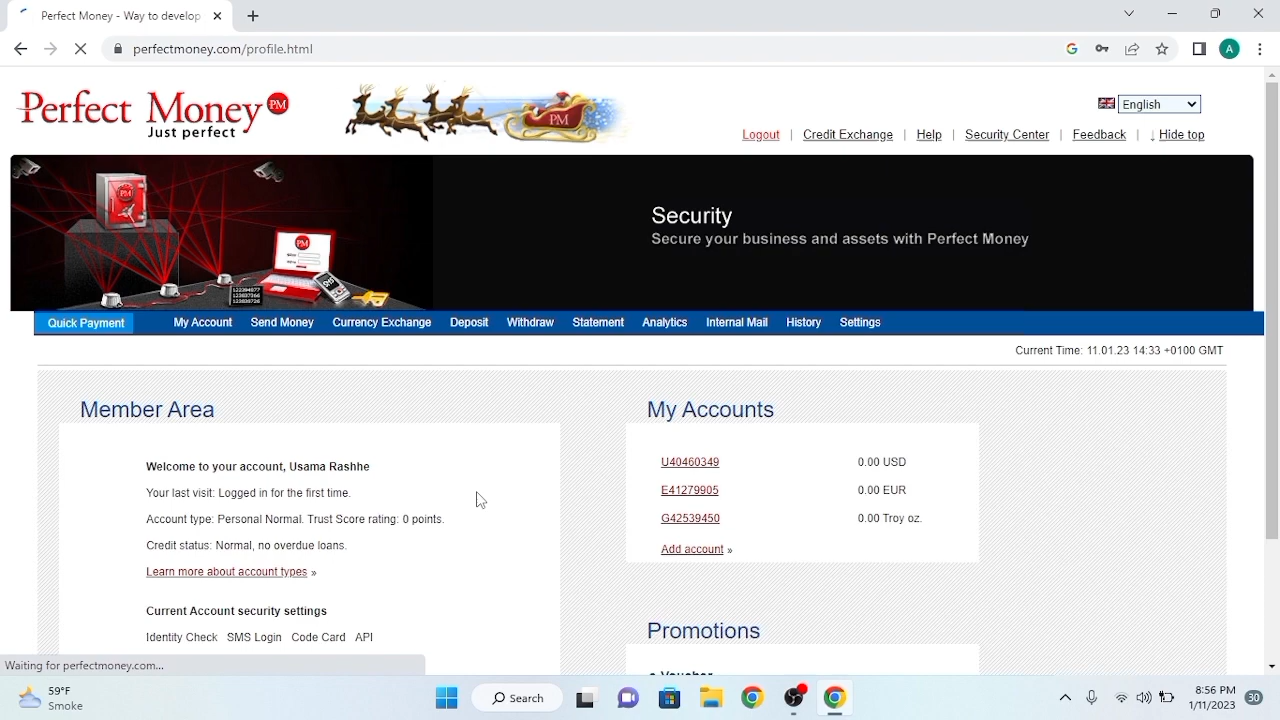 Perfect Money - Way to develop
perfectmoney.com/profile.html
A
Perfect Money PM
Just perfect
PM
English
Logout | Credit Exchange | Help | Security Center | Feedback | ↓ Hide top
PM
Security
Secure your business and assets with Perfect Money
Quick Payment My Account Send Money Currency Exchange Deposit Withdraw Statement Analytics Internal Mail History Settings
Current Time: 11.01.23 14:33 +0100 GMT
Member Area
Welcome to your account, Usama Rashhe
Your last visit: Logged in for the first time.
Account type: Personal Normal. Trust Score rating: 0 points.
Credit status: Normal, no overdue loans.
Learn more about account types »
Current Account security settings
Identity Check SMS Login Code Card API
My Accounts
U40460349 0.00 USD
E41279905 0.00 EUR
G42539450 0.00 Troy oz.
Add account »
Promotions
e-Voucher
Waiting for perfectmoney.com...
59°F
Smoke
Search
8:56 PM
1/11/2023
30